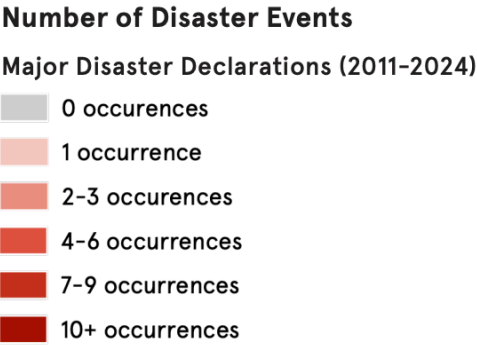 Number of Disaster Events
Major Disaster Declarations (2011-2024)
0 occurences
1 occurrence
2-3 occurences
4-6 occurrences
7-9 occurrences
10+ occurrences